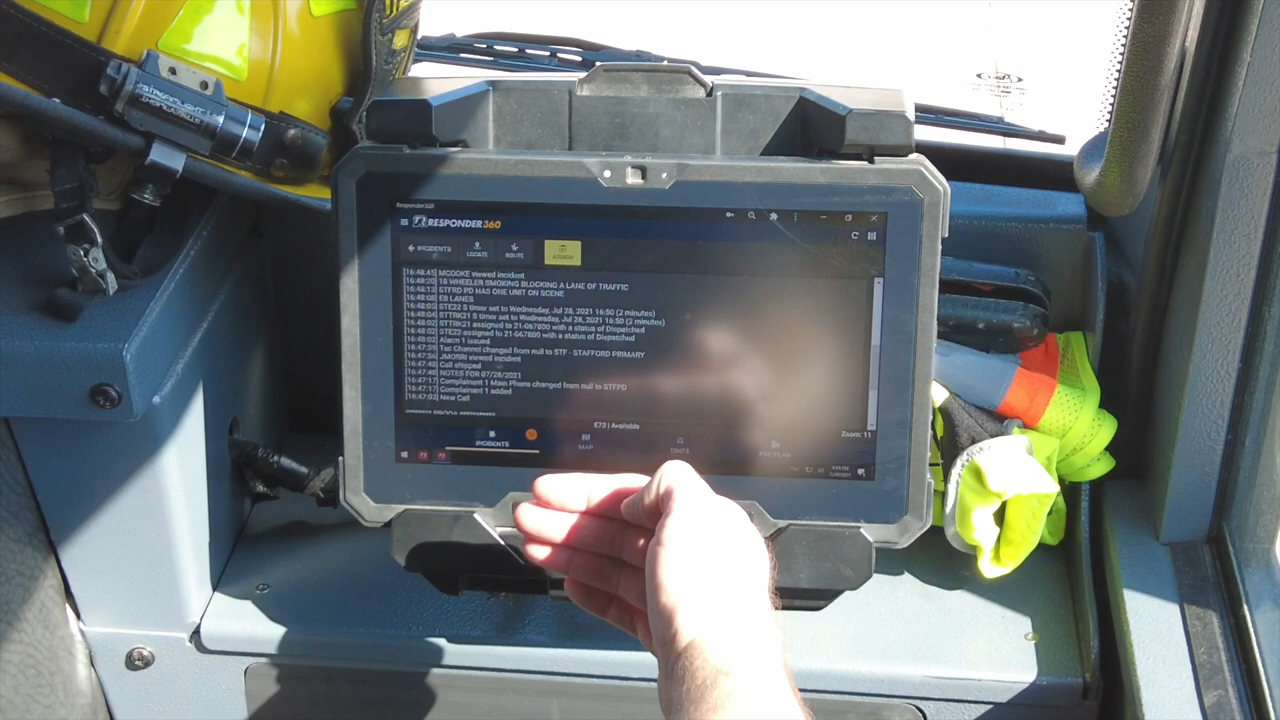 STREAMLIGHT
Responder360
RESPONDER360
INCIDENTS
LOCATE
ROUTE
ASSIGN
[16:48:45] MCOOKE viewed incident
[16:48:20] 18 WHEELER SMOKING BLOCKING A LANE OF TRAFFIC
[16:48:13] STFRD PD HAS ONE UNIT ON SCENE
[16:48:08] EB LANES
[16:48:05] STE22 S timer set to Wednesday, Jul 28, 2021 16:50 (2 minutes)
[16:48:04] STTRK21 S timer set to Wednesday, Jul 28, 2021 16:50 (2 minutes)
[16:48:02] STTRK21 assigned to 21-067800 with a status of Dispatched
[16:48:02] STE22 assigned to 21-067800 with a status of Dispatched
[16:48:02] Alarm 1 issued
[16:47:59] Tac Channel changed from null to STF - STAFFORD PRIMARY
[16:47:56] JMORRI viewed incident
[16:47:48] Call shipped
[16:47:48] NOTES FOR 07/28/2021
[16:47:17] Complainant 1 Main Phone changed from null to STFPD
[16:47:17] Complainant 1 added
[16:47:03] New Call
E73 | Available
Zoom: 11
INCIDENTS
MAP
UNITS
PRE PLAN